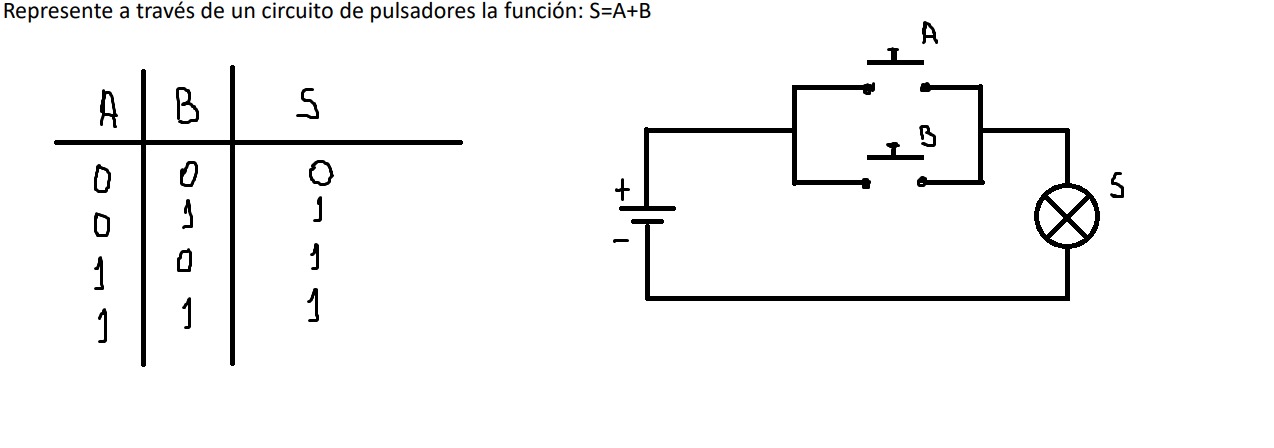 Represente a través de un circuito de pulsadores la función: S=A+B
A B S
0 0 0
0 1 1
1 0 1
1 1 1
A
B
+
-
S